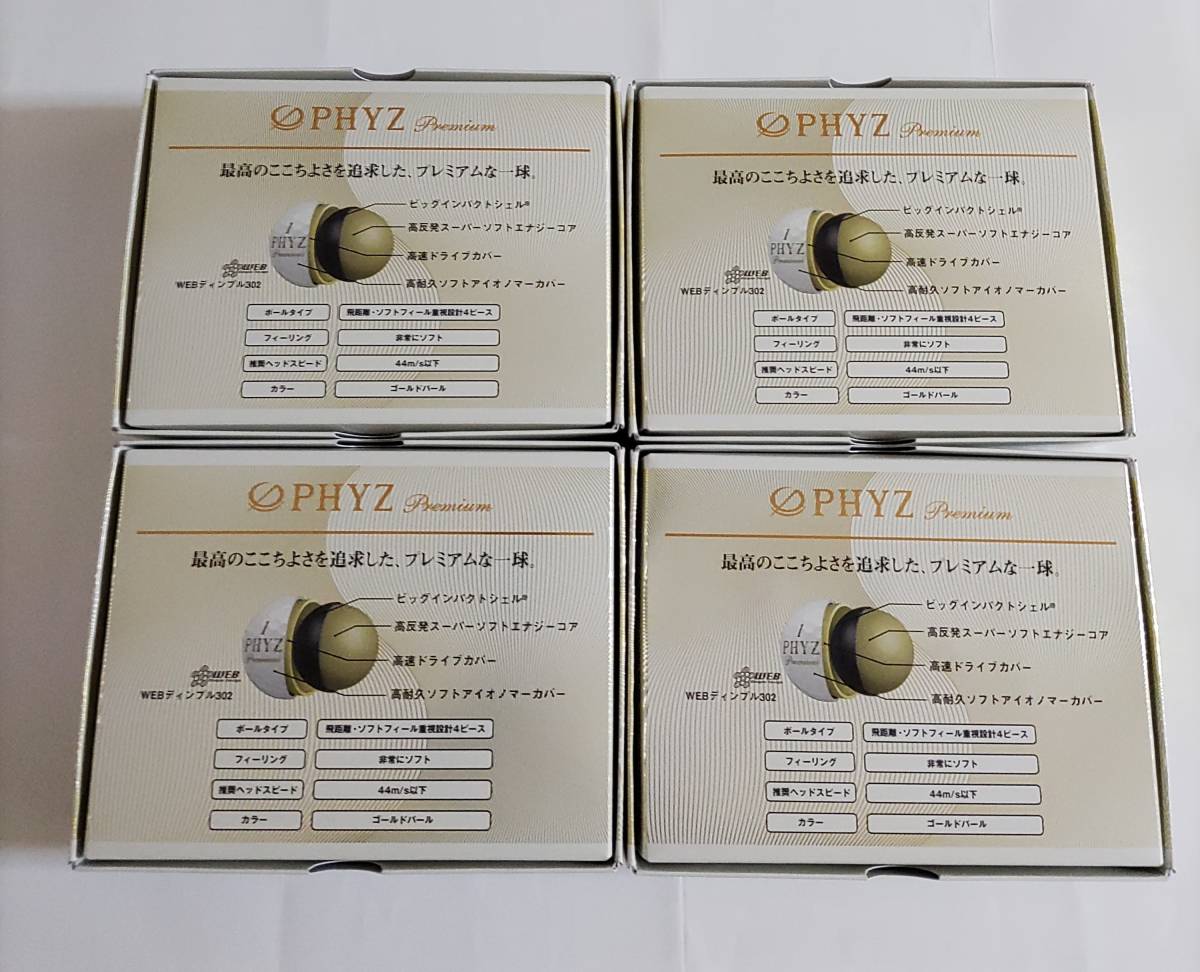 PHYZ Premium
最高のここちよさを追求した、プレミアムな一球。
ビッグインパクトシェル®
高反発スーパーソフトエナジーコア
1
PHYZ
Premium
高速ドライブカバー
WEB
WEBディンプル302
高耐久ソフトアイオノマーカバー
ボールタイプ 飛距離・ソフトフィール重視設計4ピース
フィーリング 非常にソフト
推奨ヘッドスピード 44m/s以下
カラー ゴールドパール
PHYZ Premium
最高のここちよさを追求した、プレミアムな一球。
ビッグインパクトシェル®
高反発スーパーソフトエナジーコア
1
PHYZ
Premium
高速ドライブカバー
WEB
WEBディンプル302
高耐久ソフトアイオノマーカバー
ボールタイプ 飛距離・ソフトフィール重視設計4ピース
フィーリング 非常にソフト
推奨ヘッドスピード 44m/s以下
カラー ゴールドパール
PHYZ Premium
最高のここちよさを追求した、プレミアムな一球。
ビッグインパクトシェル®
高反発スーパーソフトエナジーコア
1
PHYZ
Premium
高速ドライブカバー
WEB
WEBディンプル302
高耐久ソフトアイオノマーカバー
ボールタイプ 飛距離・ソフトフィール重視設計4ピース
フィーリング 非常にソフト
推奨ヘッドスピード 44m/s以下
カラー ゴールドパール
PHYZ Premium
最高のここちよさを追求した、プレミアムな一球。
ビッグインパクトシェル®
高反発スーパーソフトエナジーコア
1
PHYZ
Premium
高速ドライブカバー
WEB
WEBディンプル302
高耐久ソフトアイオノマーカバー
ボールタイプ 飛距離・ソフトフィール重視設計4ピース
フィーリング 非常にソフト
推奨ヘッドスピード 44m/s以下
カラー ゴールドパール